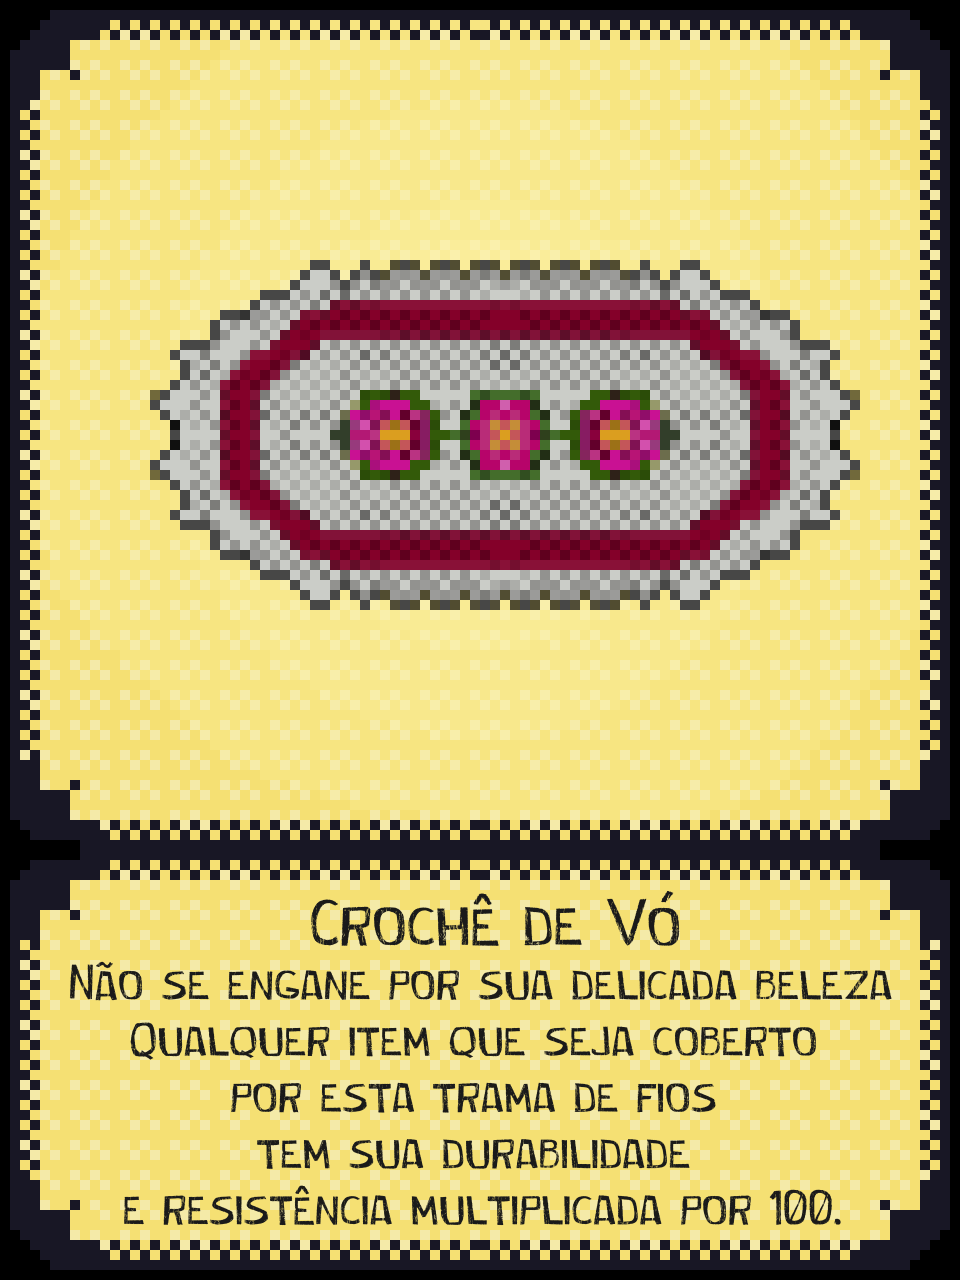 Crochê de Vó
Não se engane por sua delicada beleza
Qualquer item que seja coberto
por esta trama de fios
tem sua durabilidade
e resistência multiplicada por 100.